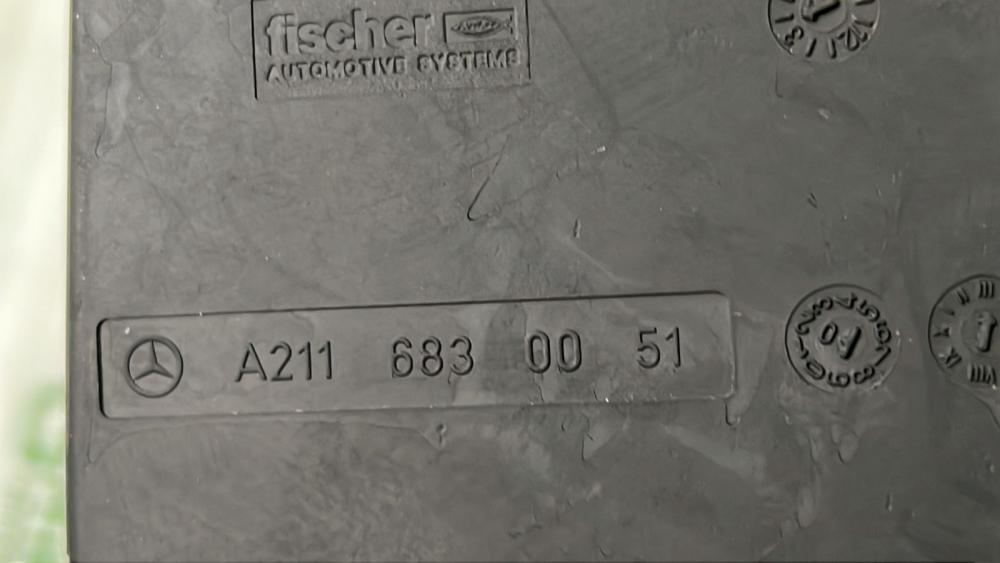 fischer
AUTOMOTIVE SYSTEMS
A211 683 00 51